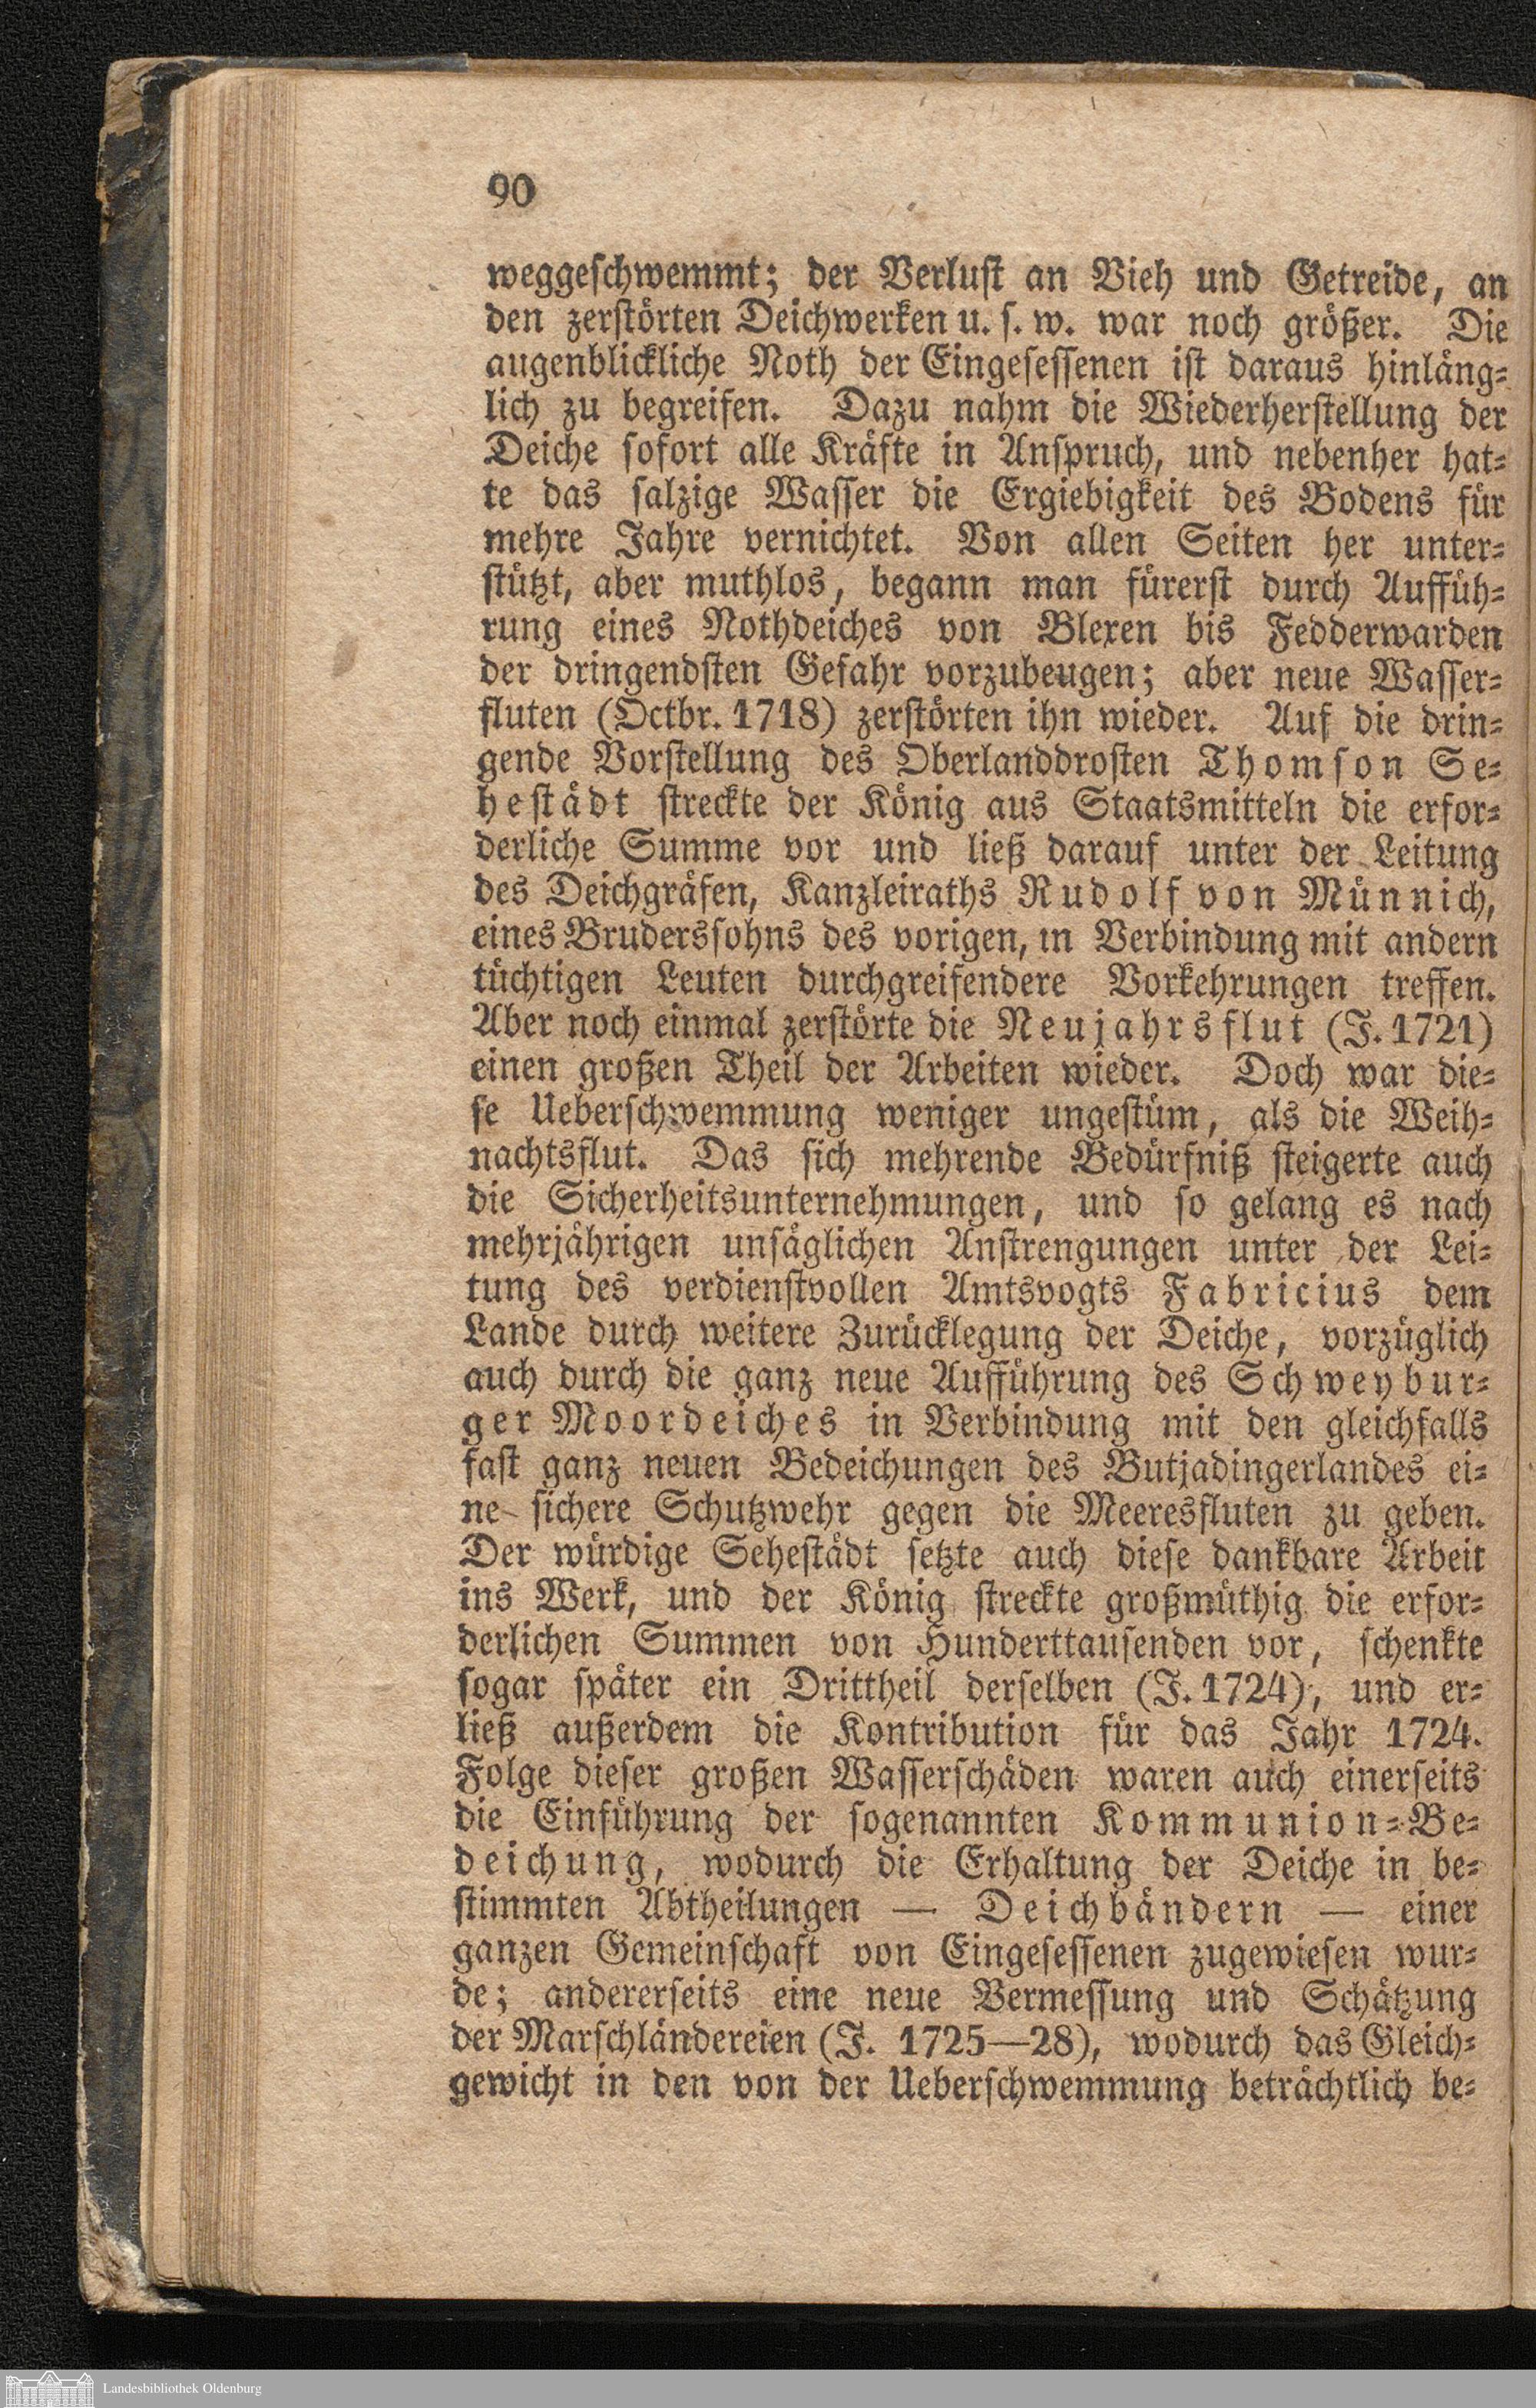 90
weggeschwemmt; der Verlust an Vieh und Getreide, an
den zerstörten Deichwerken u. s. w. war noch größer. Die
augenblickliche Noth der Eingesessenen ist daraus hinläng-
lich zu begreifen. Dazu nahm die Wiederherstellung der
Deiche sofort alle Kräfte in Anspruch, und nebenher hat-
te das salzige Wasser die Ergiebigkeit des Bodens für
mehre Jahre vernichtet. Von allen Seiten her unter-
stützt, aber muthlos, begann man fürerst durch Auffüh-
rung eines Nothdeiches von Blexen bis Fedderwarden
der dringendsten Gefahr vorzubeugen; aber neue Wasser-
fluten (Octbr. 1718) zerstörten ihn wieder. Auf die drin-
gende Vorstellung des Oberlanddrosten Thomson Se-
hestädt streckte der König aus Staatsmitteln die erfor-
derliche Summe vor und ließ darauf unter der Leitung
des Deichgräfen, Kanzleiraths Rudolf von Münnich,
eines Bruderssohns des vorigen, in Verbindung mit andern
tüchtigen Leuten durchgreifendere Vorkehrungen treffen.
Aber noch einmal zerstörte die Neujahrsflut (J. 1721)
einen großen Theil der Arbeiten wieder. Doch war die-
se Ueberschwemmung weniger ungestüm, als die Weih-
nachtsflut. Das sich mehrende Bedürfniß steigerte auch
die Sicherheitsunternehmungen, und so gelang es nach
mehrjährigen unsäglichen Anstrengungen unter der Lei-
tung des verdienstvollen Amtsvogts Fabricius dem
Lande durch weitere Zurücklegung der Deiche, vorzüglich
auch durch die ganz neue Aufführung des Schweybur-
ger Moordeiches in Verbindung mit den gleichfalls
fast ganz neuen Bedeichungen des Butjadingerlandes ei-
ne sichere Schutzwehr gegen die Meeresfluten zu geben.
Der würdige Sehestädt setzte auch diese dankbare Arbeit
ins Werk, und der König streckte großmüthig die erfor-
derlichen Summen von Hunderttausenden vor, schenkte
sogar später ein Drittheil derselben (J. 1724), und er-
ließ außerdem die Kontribution für das Jahr 1724.
Folge dieser großen Wasserschäden waren auch einerseits
die Einführung der sogenannten Kommunion-Be-
deichung, wodurch die Erhaltung der Deiche in be-
stimmten Abtheilungen — Deichbändern — einer
ganzen Gemeinschaft von Eingesessenen zugewiesen wur-
de; andererseits eine neue Vermessung und Schätzung
der Marschländereien (J. 1725—28), wodurch das Gleich-
gewicht in den von der Ueberschwemmung beträchtlich be-
Landesbibliothek Oldenburg